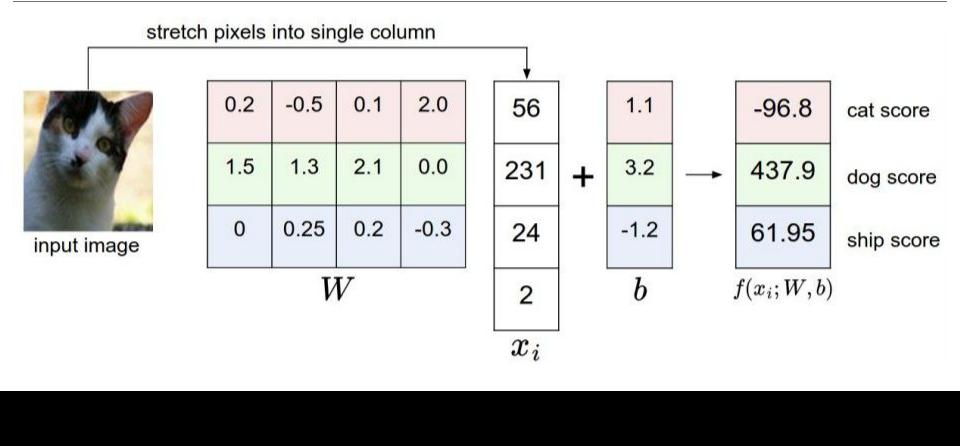 stretch pixels into single column
0.2 -0.5 0.1 2.0 56 1.1 -96.8 cat score
1.5 1.3 2.1 0.0 231 + 3.2 → 437.9 dog score
0 0.25 0.2 -0.3 24 -1.2 61.95 ship score
input image
2
W b f(xᵢ; W, b)
xᵢ